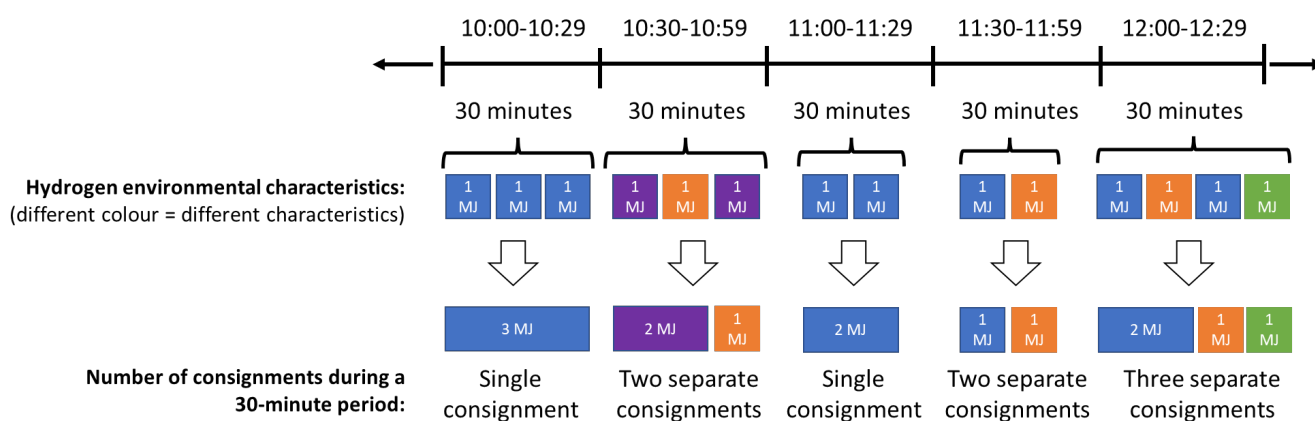 10:00-10:29 10:30-10:59 11:00-11:29 11:30-11:59 12:00-12:29
30 minutes 30 minutes 30 minutes 30 minutes 30 minutes
Hydrogen environmental characteristics:
(different colour = different characteristics)
1 1 1 1 1 1 1 1 1 1 1 1 1 1
MJ MJ MJ MJ MJ MJ MJ MJ MJ MJ MJ MJ MJ MJ
3 MJ 2 MJ 1 MJ 2 MJ 1 MJ 1 MJ 2 MJ 1 MJ 1 MJ
Number of consignments during a
30-minute period:
Single Two separate Single Two separate Three separate
consignment consignments consignment consignments consignments